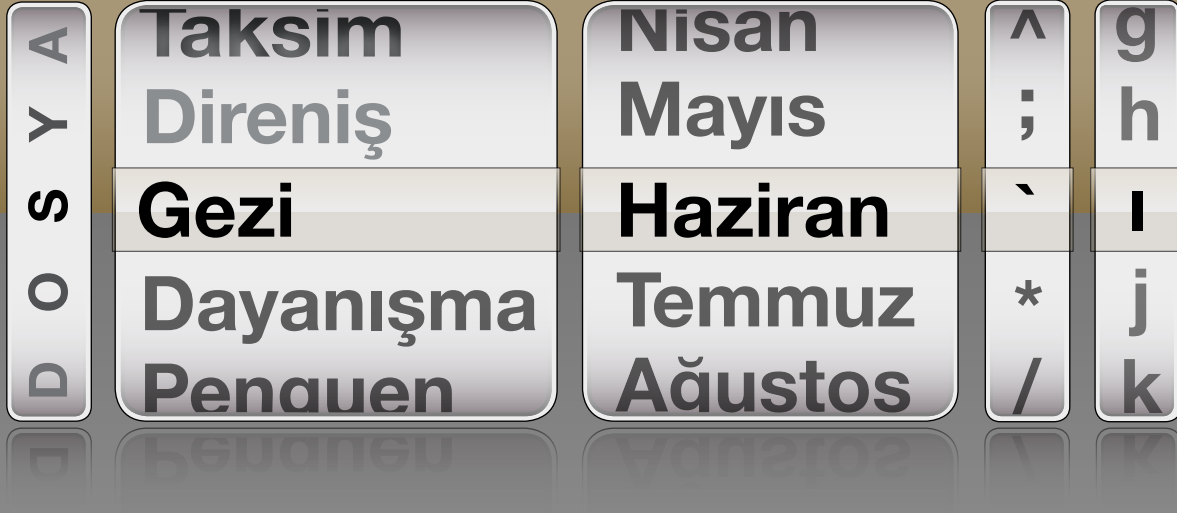 DOSYA
Taksim
Direniş
Gezi
Dayanışma
Penguen
Nisan
Mayıs
Haziran
Temmuz
Ağustos
^
;
`
*
/
g
h
ı
j
k